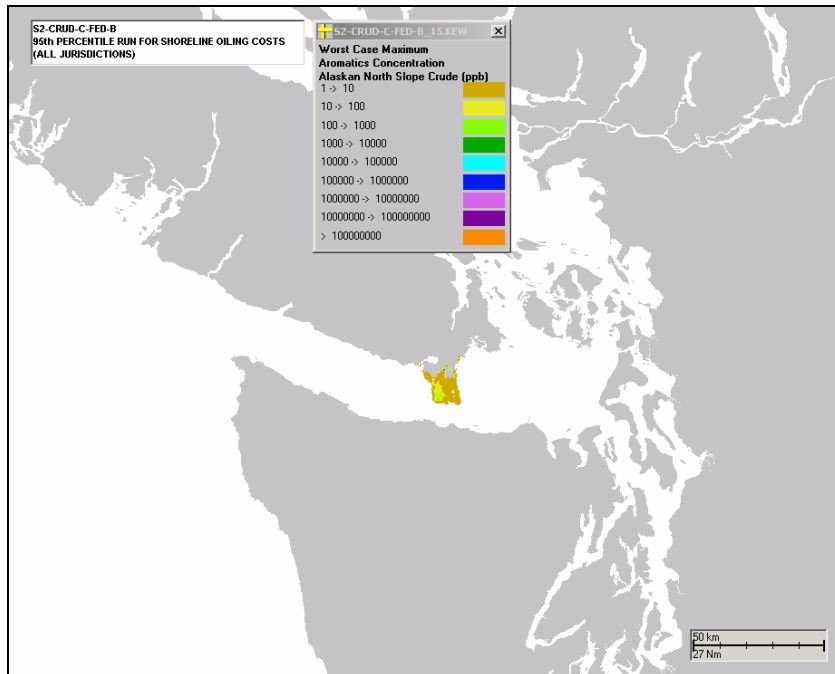 S2-CRUD-C-FED-B
95th PERCENTILE RUN FOR SHORELINE OILING COSTS
(ALL JURISDICTIONS)
S2-CRUD-C-FED-B_15.KEW
Worst Case Maximum
Aromatics Concentration
Alaskan North Slope Crude (ppb)
1 -> 10
10 -> 100
100 -> 1000
1000 -> 10000
10000 -> 100000
100000 -> 1000000
1000000 -> 10000000
10000000 -> 100000000
> 100000000
50 km
27 Nm